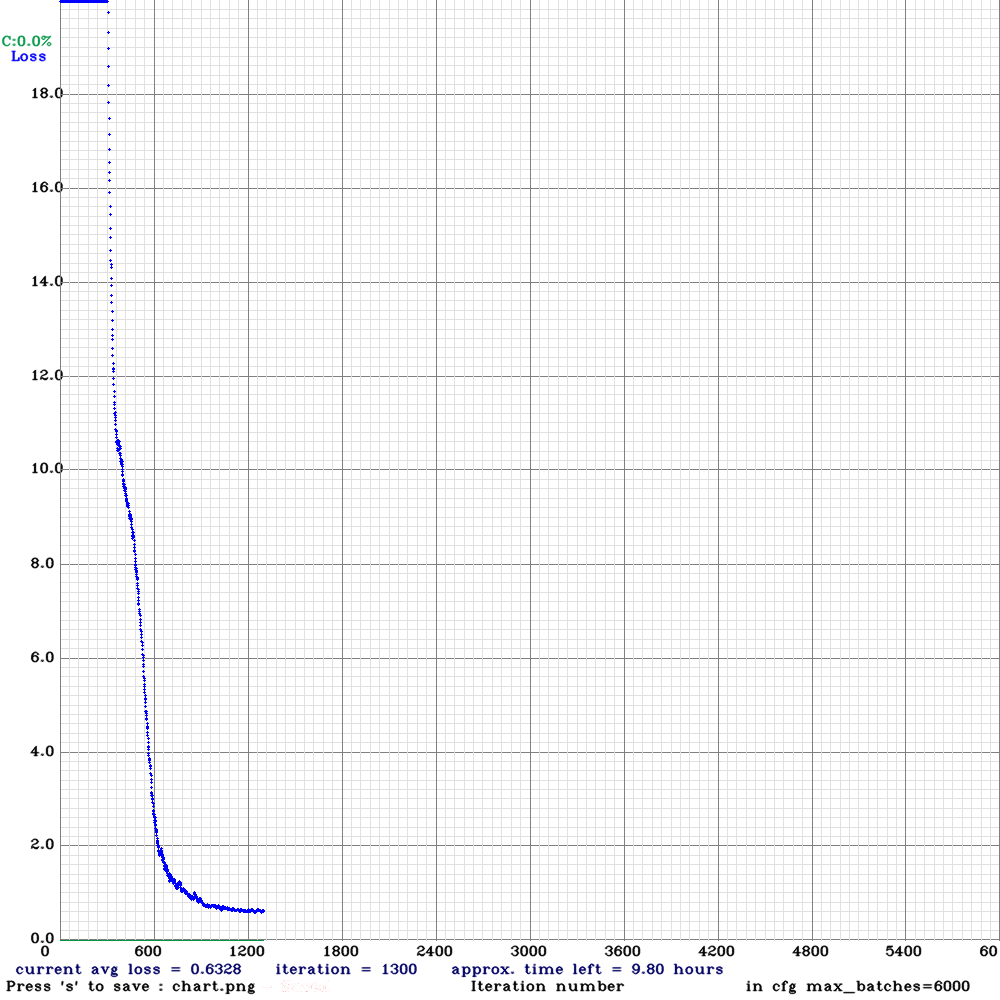 C:0.0%
Loss
18.0
16.0
14.0
12.0
10.0
8.0
6.0
4.0
2.0
0.0
0 600 1200 1800 2400 3000 3600 4200 4800 5400 60
current avg loss = 0.6328 iteration = 1300 approx. time left = 9.80 hours
Press 's' to save : chart.png Iteration number in cfg max_batches=6000